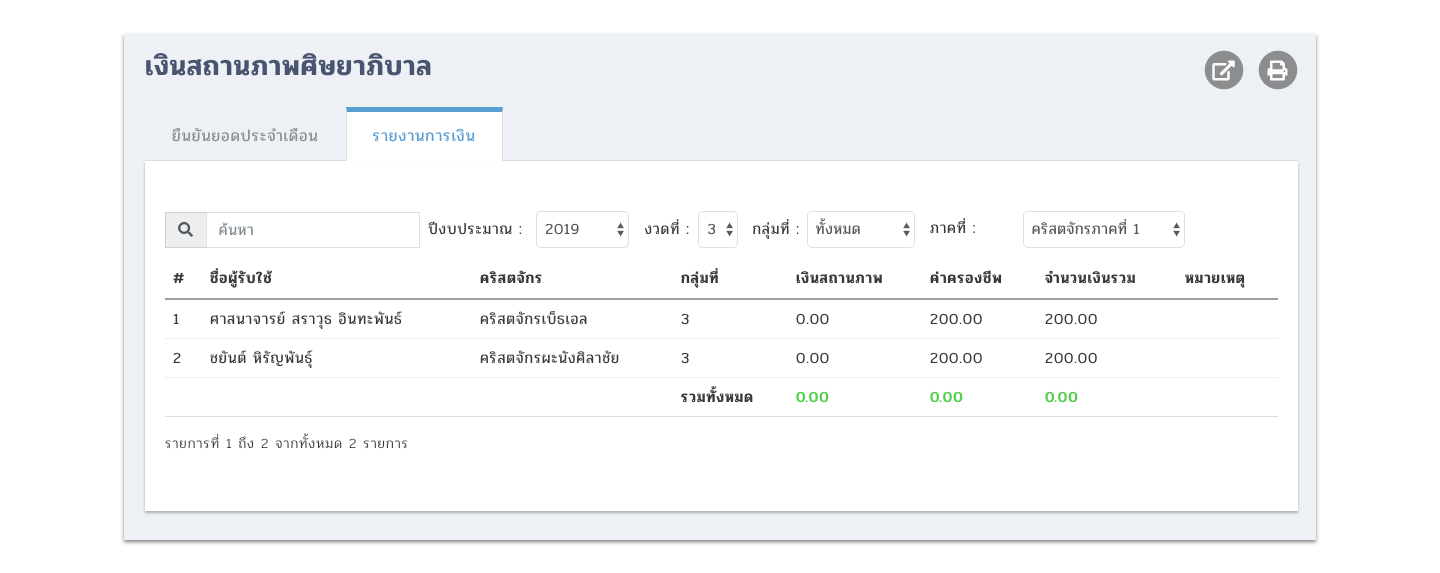 เงินสถานภาพศิษยาภิบาล
ยืนยันยอดประจำเดือน รายงานการเงิน
ค้นหา ปีงบประมาณ : 2019 งวดที่ : 3 กลุ่มที่ : ทั้งหมด ภาคที่ : คริสตจักรภาคที่ 1
# ชื่อผู้รับใช้ คริสตจักร กลุ่มที่ เงินสถานภาพ ค่าครองชีพ จำนวนเงินรวม หมายเหตุ
1 ศาสนาจารย์ สราวุธ อินทะพันธ์ คริสตจักรเบ็ธเอล 3 0.00 200.00 200.00
2 ชยันต์ หิรัญพันธุ์ คริสตจักรผะนังศิลาชัย 3 0.00 200.00 200.00
รวมทั้งหมด 0.00 0.00 0.00
รายการที่ 1 ถึง 2 จากทั้งหมด 2 รายการ